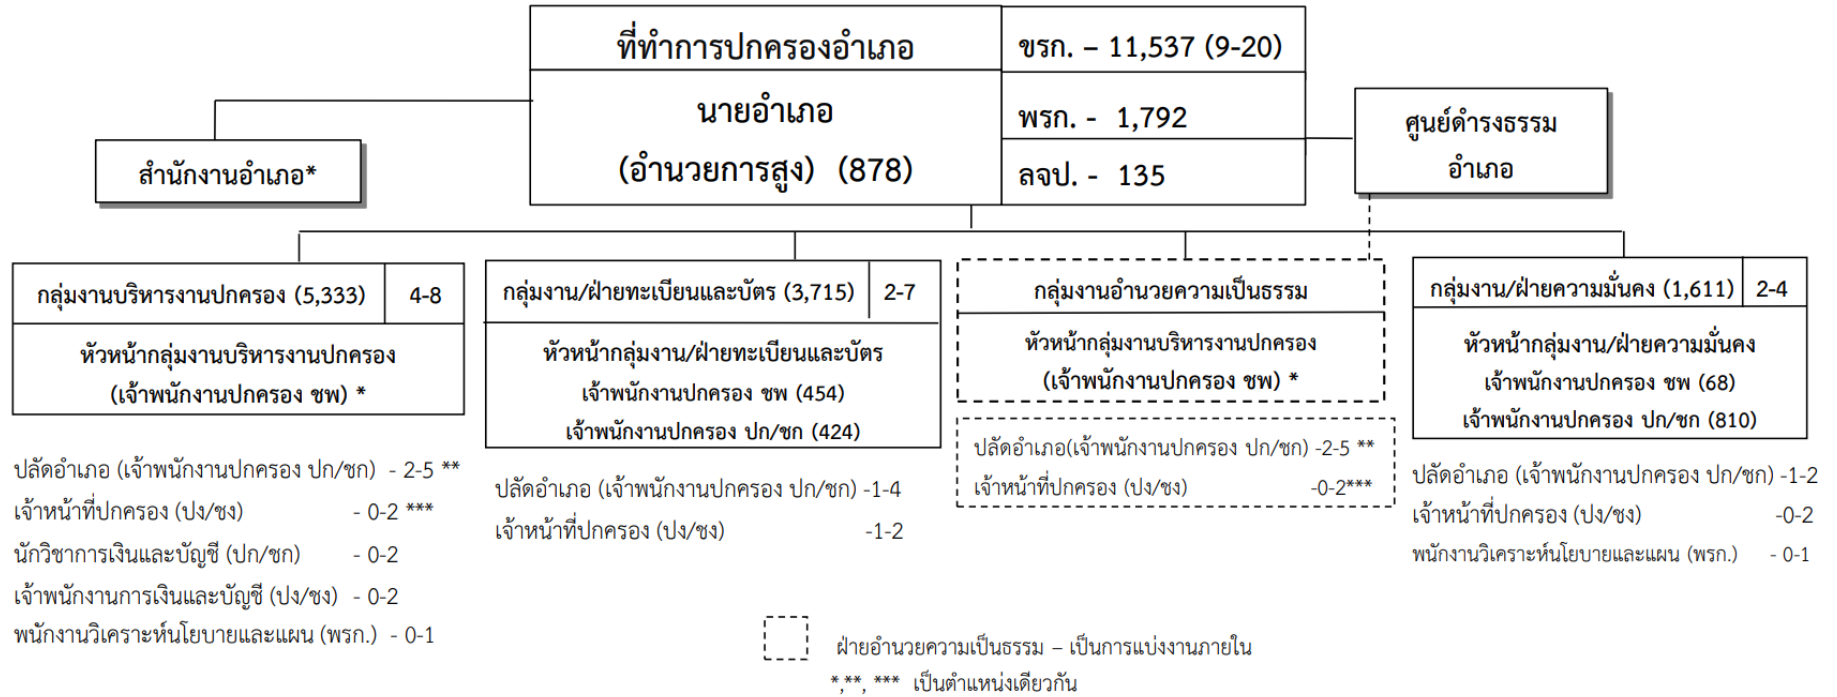 ที่ทำการปกครองอำเภอ
ขรก. – 11,537 (9-20)
นายอำเภอ
(อำนวยการสูง) (878)
พรก. - 1,792
ลจป. - 135
สำนักงานอำเภอ*
ศูนย์ดำรงธรรม
อำเภอ
กลุ่มงานบริหารงานปกครอง (5,333) 4-8
หัวหน้ากลุ่มงานบริหารงานปกครอง
(เจ้าพนักงานปกครอง ชพ) *
ปลัดอำเภอ (เจ้าพนักงานปกครอง ปก/ชก) - 2-5 **
เจ้าหน้าที่ปกครอง (ปง/ชง) - 0-2 ***
นักวิชาการเงินและบัญชี (ปก/ชก) - 0-2
เจ้าพนักงานการเงินและบัญชี (ปง/ชง) - 0-2
พนักงานวิเคราะห์นโยบายและแผน (พรก.) - 0-1
กลุ่มงาน/ฝ่ายทะเบียนและบัตร (3,715) 2-7
หัวหน้ากลุ่มงาน/ฝ่ายทะเบียนและบัตร
เจ้าพนักงานปกครอง ชพ (454)
เจ้าพนักงานปกครอง ปก/ชก (424)
ปลัดอำเภอ (เจ้าพนักงานปกครอง ปก/ชก) -1-4
เจ้าหน้าที่ปกครอง (ปง/ชง) -1-2
กลุ่มงานอำนวยความเป็นธรรม
หัวหน้ากลุ่มงานบริหารงานปกครอง
(เจ้าพนักงานปกครอง ชพ) *
ปลัดอำเภอ(เจ้าพนักงานปกครอง ปก/ชก) -2-5 **
เจ้าหน้าที่ปกครอง (ปง/ชง) -0-2***
กลุ่มงาน/ฝ่ายความมั่นคง (1,611) 2-4
หัวหน้ากลุ่มงาน/ฝ่ายความมั่นคง
เจ้าพนักงานปกครอง ชพ (68)
เจ้าพนักงานปกครอง ปก/ชก (810)
ปลัดอำเภอ (เจ้าพนักงานปกครอง ปก/ชก) -1-2
เจ้าหน้าที่ปกครอง (ปง/ชง) -0-2
พนักงานวิเคราะห์นโยบายและแผน (พรก.) - 0-1
ฝ่ายอำนวยความเป็นธรรม – เป็นการแบ่งงานภายใน
*,**, *** เป็นตำแหน่งเดียวกัน